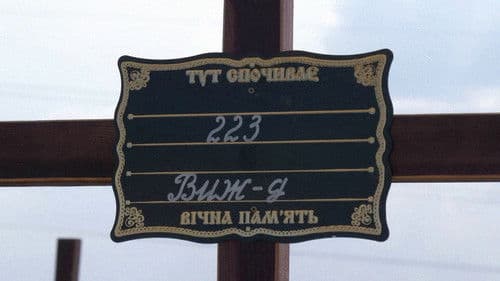 ТУТ СПОЧИВАЄ
223
Виж-д
ВІЧНА ПАМ'ЯТЬ